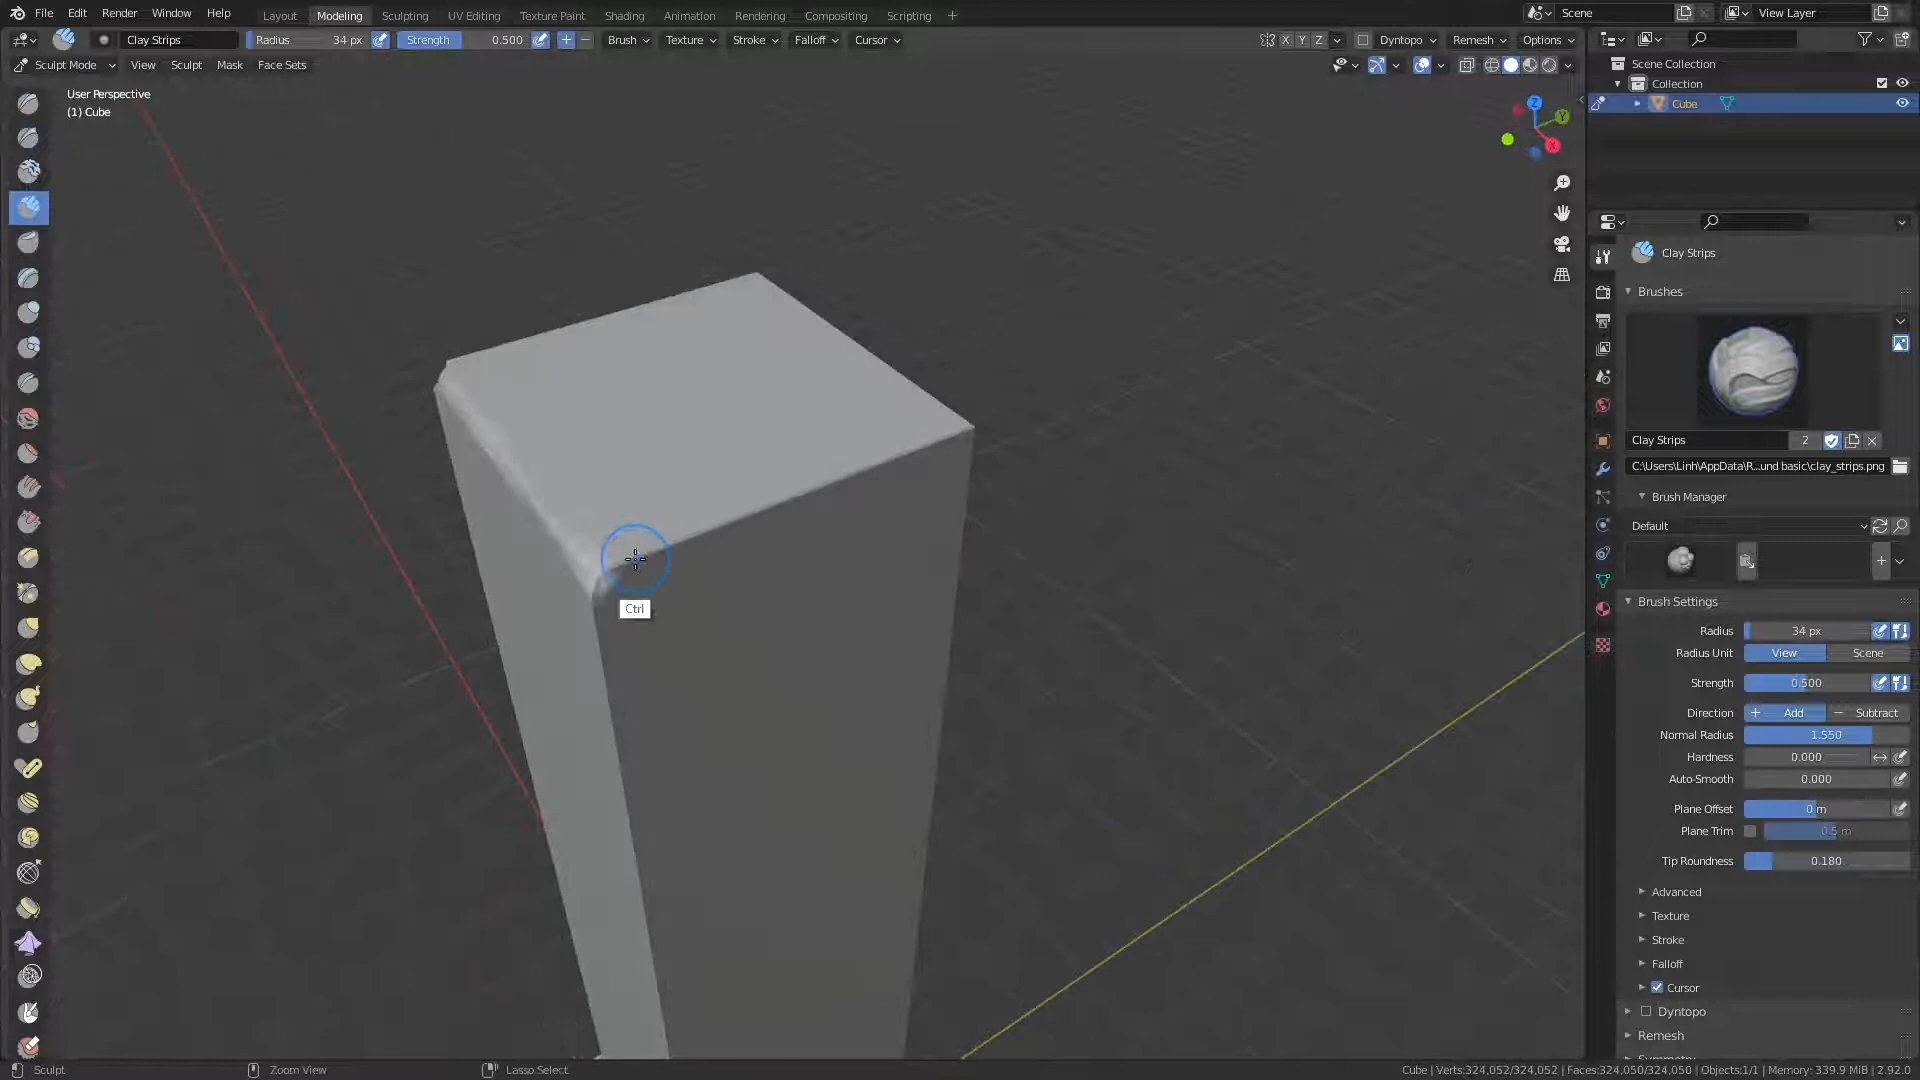 File Edit Render Window Help Layout Modeling Sculpting UV Editing Texture Paint Shading Animation Rendering Compositing Scripting + Scene View Layer
Clay Strips Radius 34 px Strength 0.500 + − Brush Texture Stroke Falloff Cursor X Y Z Dyntopo Remesh Options
Sculpt Mode View Sculpt Mask Face Sets
User Perspective
(1) Cube
Z
Y
X
Ctrl
Scene Collection
Collection
Cube
Clay Strips
Brushes
Clay Strips 2
C:\Users\Linh\AppData\R...und basic\clay_strips.png
Brush Manager
Default
+
Brush Settings
Radius 34 px
Radius Unit View Scene
Strength 0.500
Direction + Add − Subtract
Normal Radius 1.550
Hardness 0.000
Auto-Smooth 0.000
Plane Offset 0 m
Plane Trim 0.5 m
Tip Roundness 0.180
Advanced
Texture
Stroke
Falloff
Cursor
Dyntopo
Remesh
Symmetry
Sculpt Zoom View Lasso Select Cube | Verts:324,052/324,052 | Faces:324,050/324,050 | Objects:1/1 | Memory: 339.9 MiB | 2.92.0